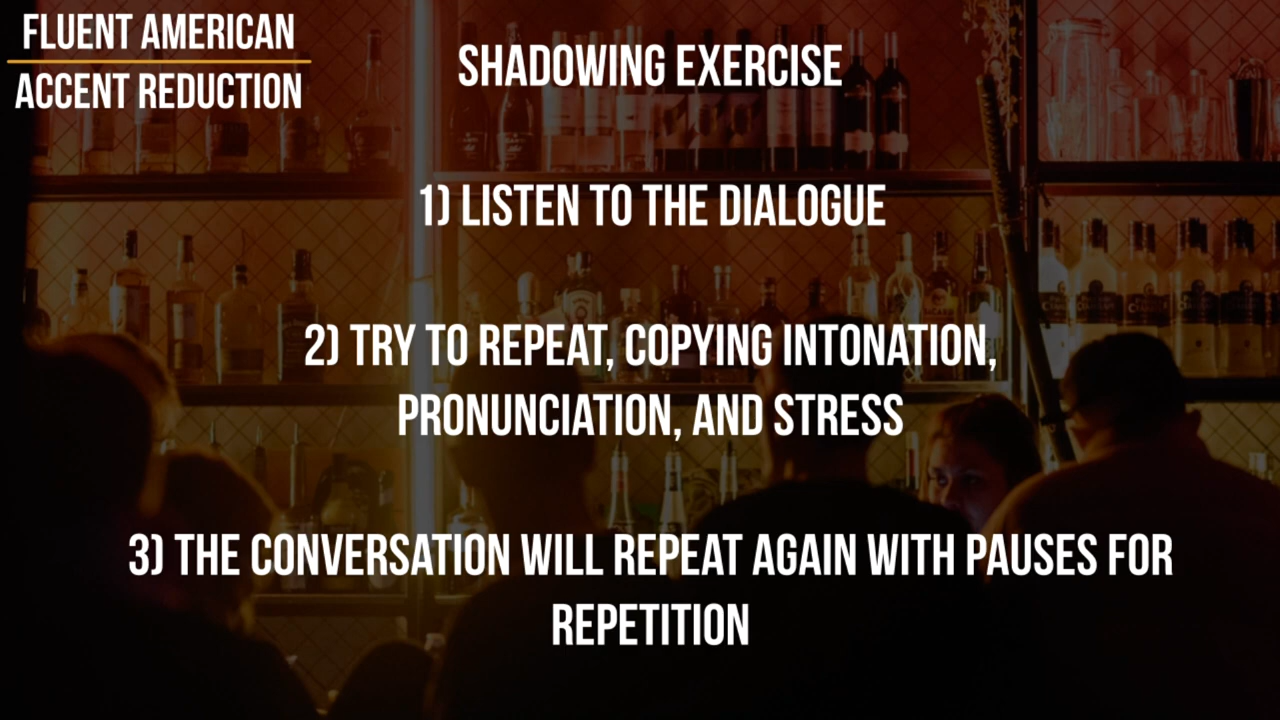 FLUENT AMERICAN
ACCENT REDUCTION
SHADOWING EXERCISE
1) LISTEN TO THE DIALOGUE
2) TRY TO REPEAT, COPYING INTONATION,
PRONUNCIATION, AND STRESS
3) THE CONVERSATION WILL REPEAT AGAIN WITH PAUSES FOR
REPETITION